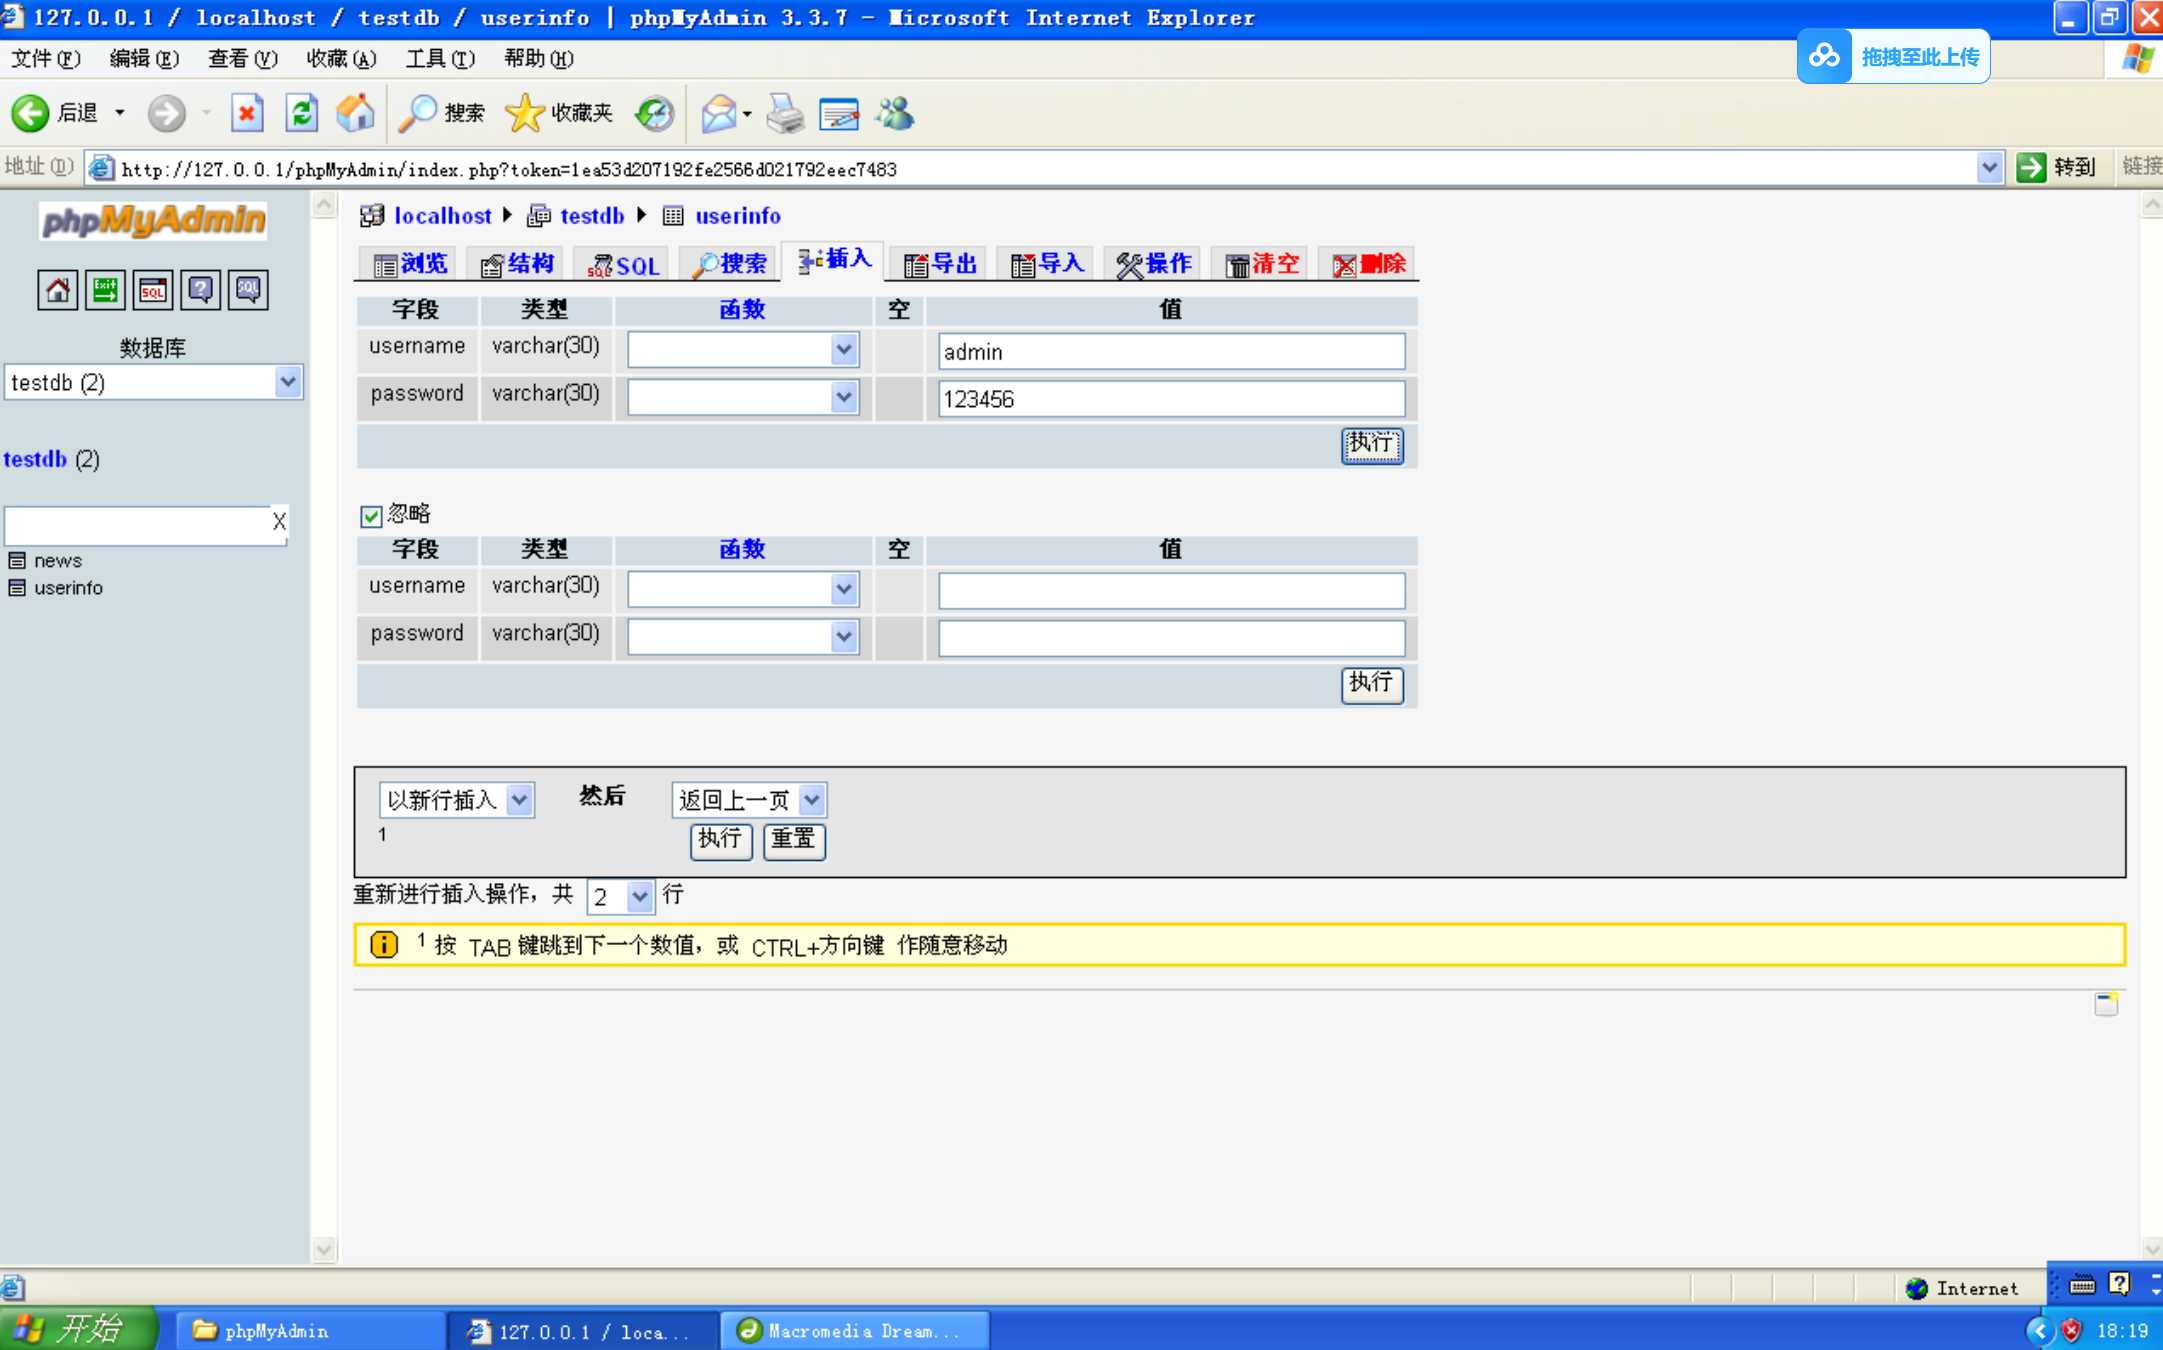 127.0.0.1 / localhost / testdb / userinfo | phpMyAdmin 3.3.7 - Microsoft Internet Explorer
文件(F) 编辑(E) 查看(V) 收藏(A) 工具(T) 帮助(H)
拖拽至此上传
后退 搜索 收藏夹
地址(D) http://127.0.0.1/phpMyAdmin/index.php?token=1ea53d207192fe2566d021792eec7483 转到 链接
phpMyAdmin
Exit SQL ? SQL
数据库
testdb (2)
testdb (2)
X
news
userinfo
localhost testdb userinfo
浏览 结构 SQL 搜索 插入 导出 导入 操作 清空 删除
字段 类型 函数 空 值
username varchar(30) admin
password varchar(30) 123456
执行
忽略
字段 类型 函数 空 值
username varchar(30)
password varchar(30)
执行
以新行插入 然后 返回上一页
1
执行 重置
重新进行插入操作，共 2 行
1 按 TAB 键跳到下一个数值，或 CTRL+方向键 作随意移动
Internet
开始 phpMyAdmin 127.0.0.1 / loca... Macromedia Dream... 18:19